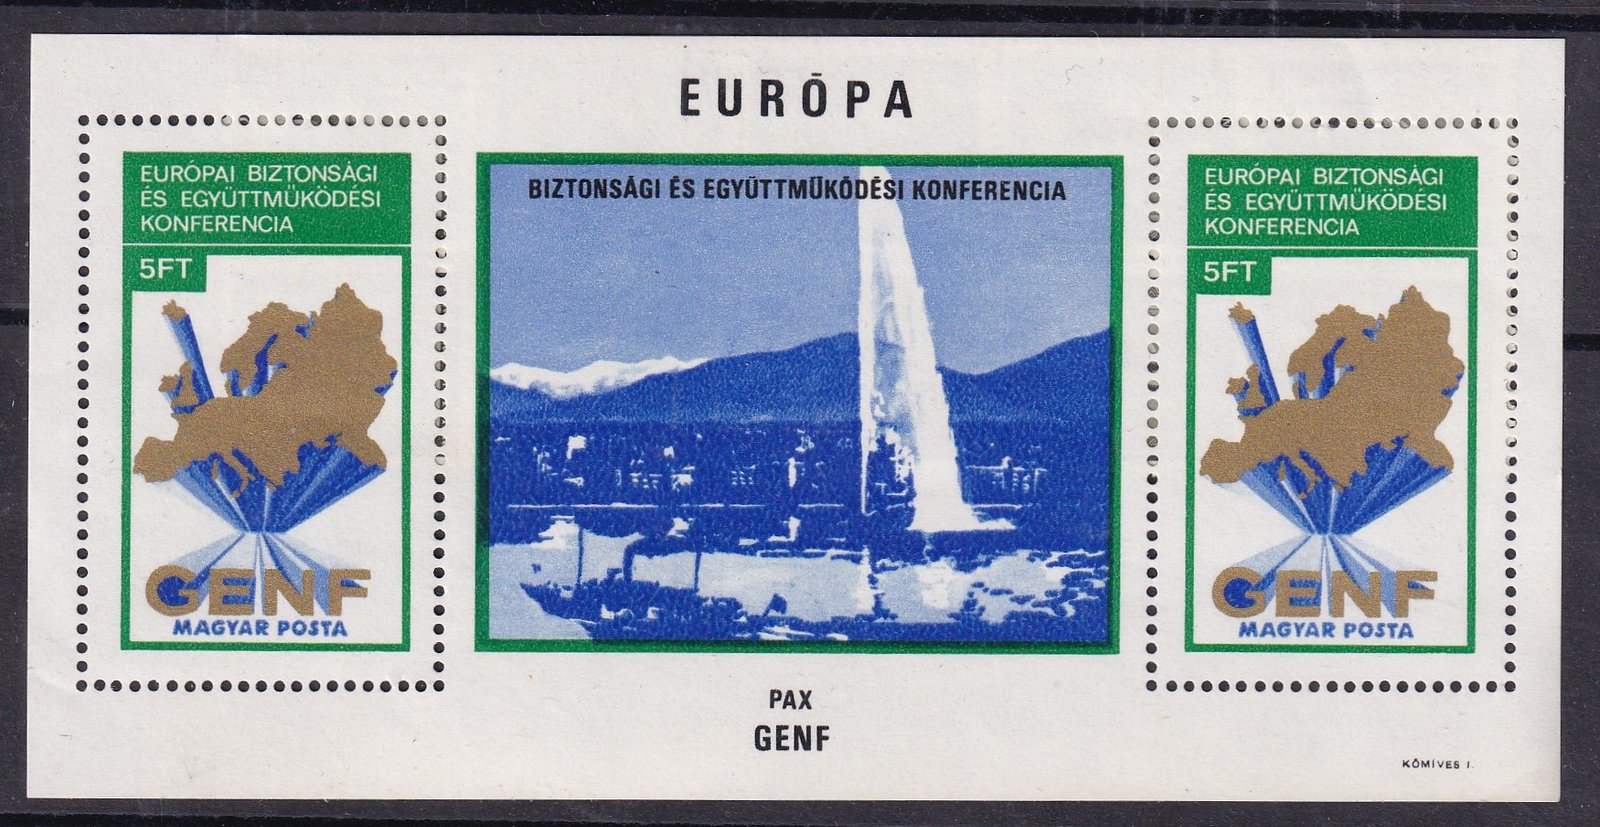 EURÓPA
EURÓPAI BIZTONSÁGI
ÉS EGYÜTTMŰKÖDÉSI
KONFERENCIA
5FT
GENF
MAGYAR POSTA
BIZTONSÁGI ÉS EGYÜTTMŰKÖDÉSI KONFERENCIA
EURÓPAI BIZTONSÁGI
ÉS EGYÜTTMŰKÖDÉSI
KONFERENCIA
5FT
GENF
MAGYAR POSTA
PAX
GENF
KŐMÍVES I.